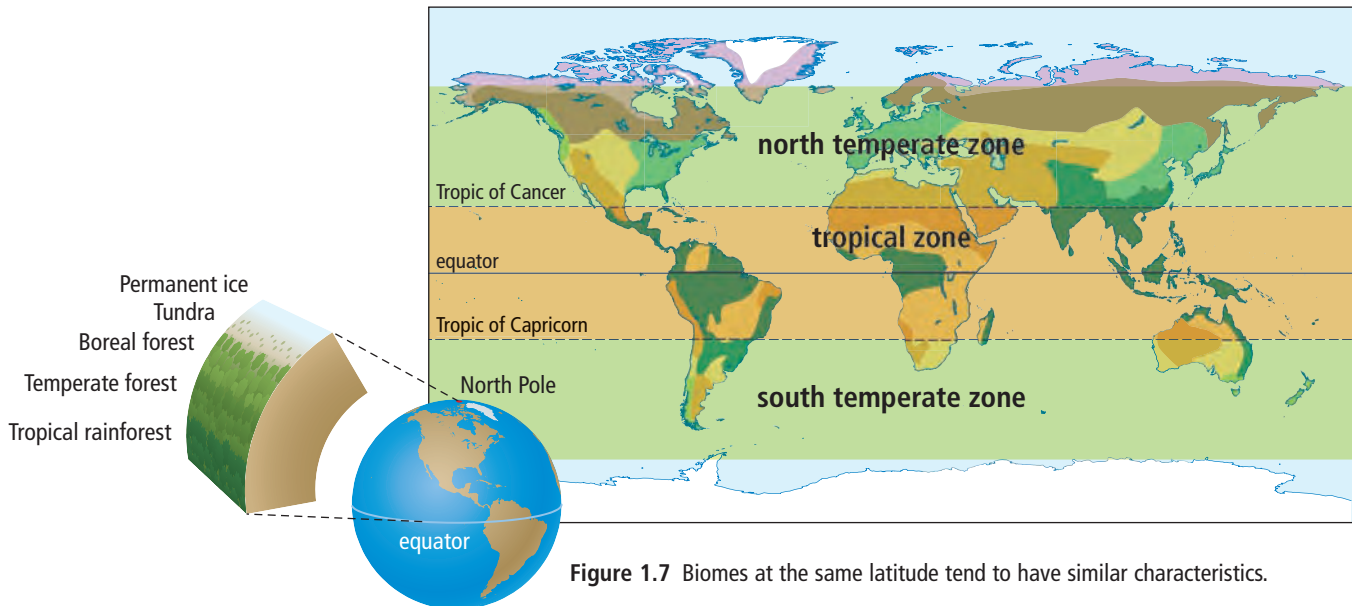 north temperate zone
Tropic of Cancer
tropical zone
equator
Tropic of Capricorn
south temperate zone
Permanent ice
Tundra
Boreal forest
Temperate forest
Tropical rainforest
North Pole
equator
Figure 1.7 Biomes at the same latitude tend to have similar characteristics.